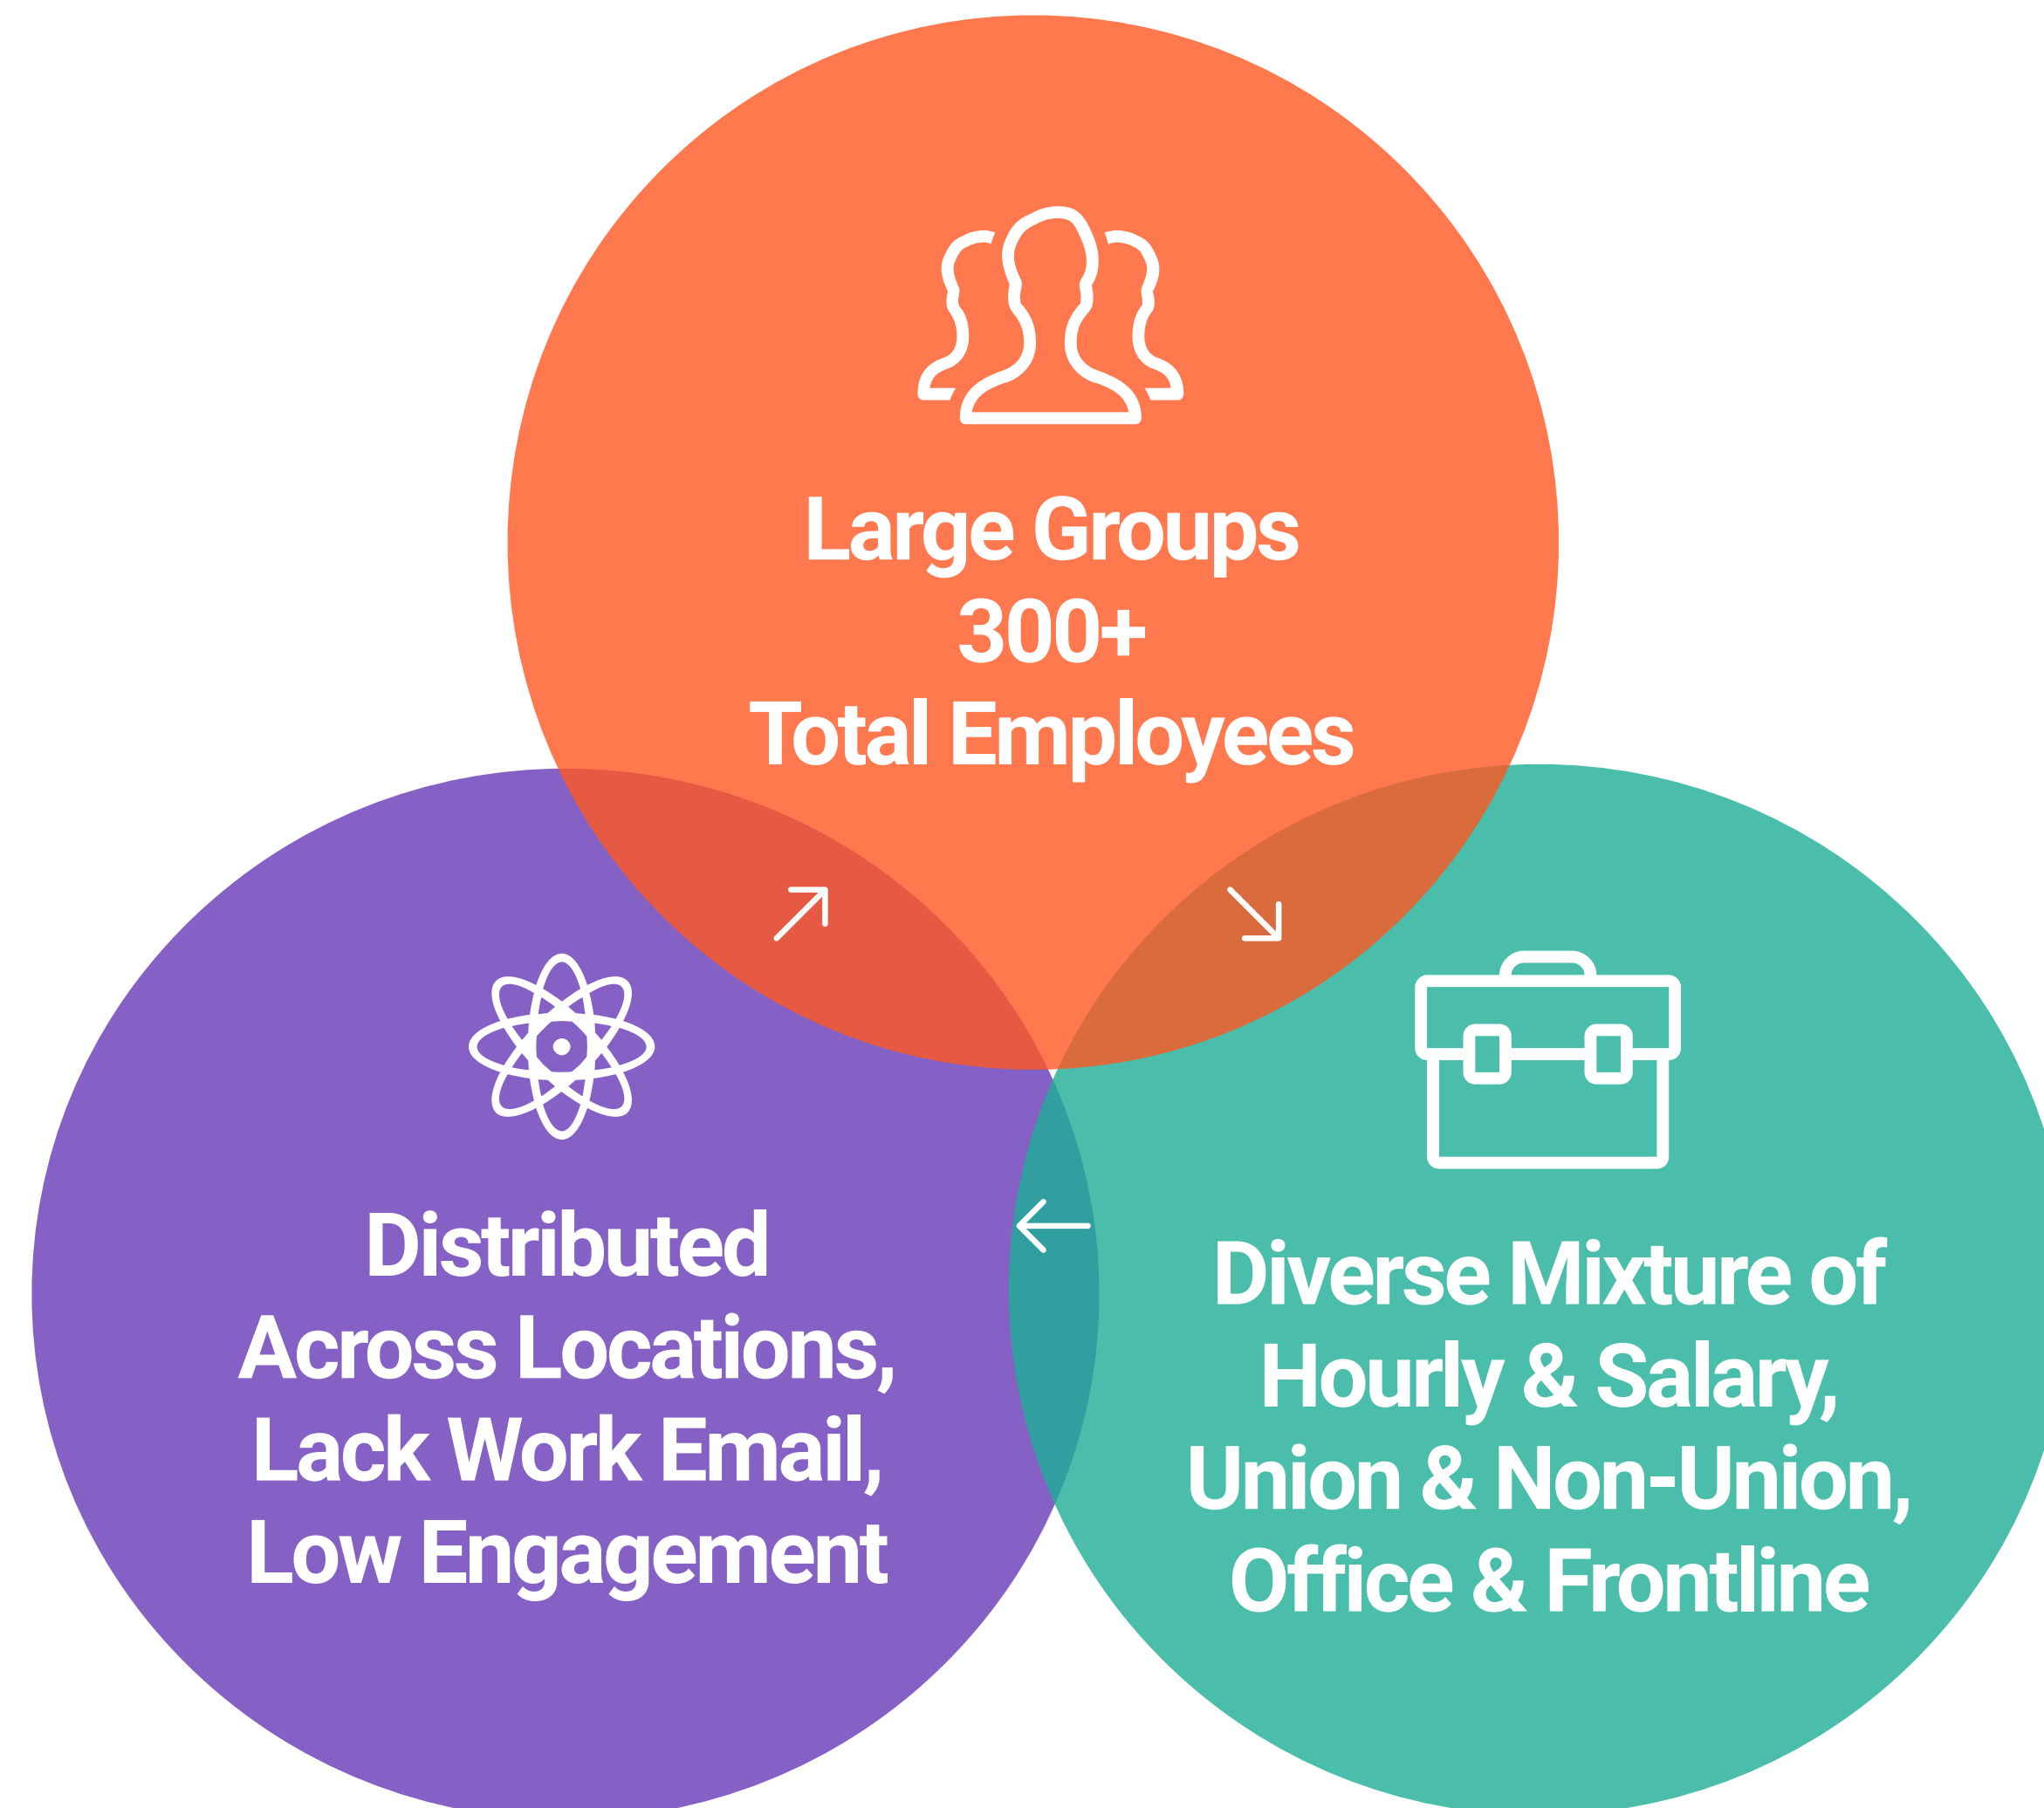 Large Groups
300+
Total Employees
Distributed
Across Locations,
Lack Work Email,
Low Engagement
Diverse Mixture of
Hourly & Salary,
Union & Non-Union,
Office & Frontline